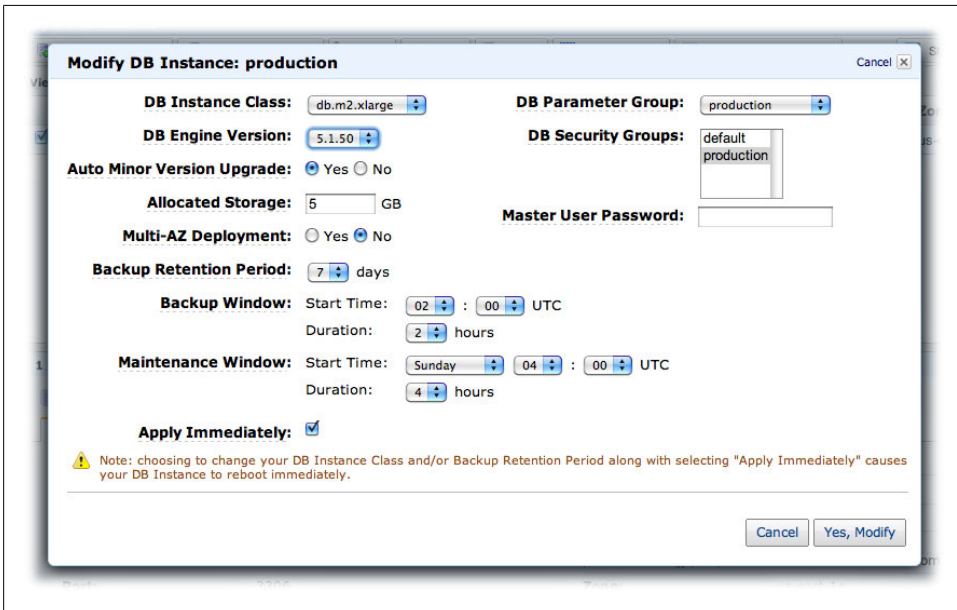 Modify DB Instance: production
Cancel
DB Instance Class: db.m2.xlarge
DB Parameter Group: production
DB Engine Version: 5.1.50
DB Security Groups: default
production
Auto Minor Version Upgrade: Yes No
Allocated Storage: 5 GB
Master User Password:
Multi-AZ Deployment: Yes No
Backup Retention Period: 7 days
Backup Window: Start Time: 02 : 00 UTC
Duration: 2 hours
Maintenance Window: Start Time: Sunday 04 : 00 UTC
Duration: 4 hours
Apply Immediately:
Note: choosing to change your DB Instance Class and/or Backup Retention Period along with selecting "Apply Immediately" causes
your DB Instance to reboot immediately.
Cancel Yes, Modify